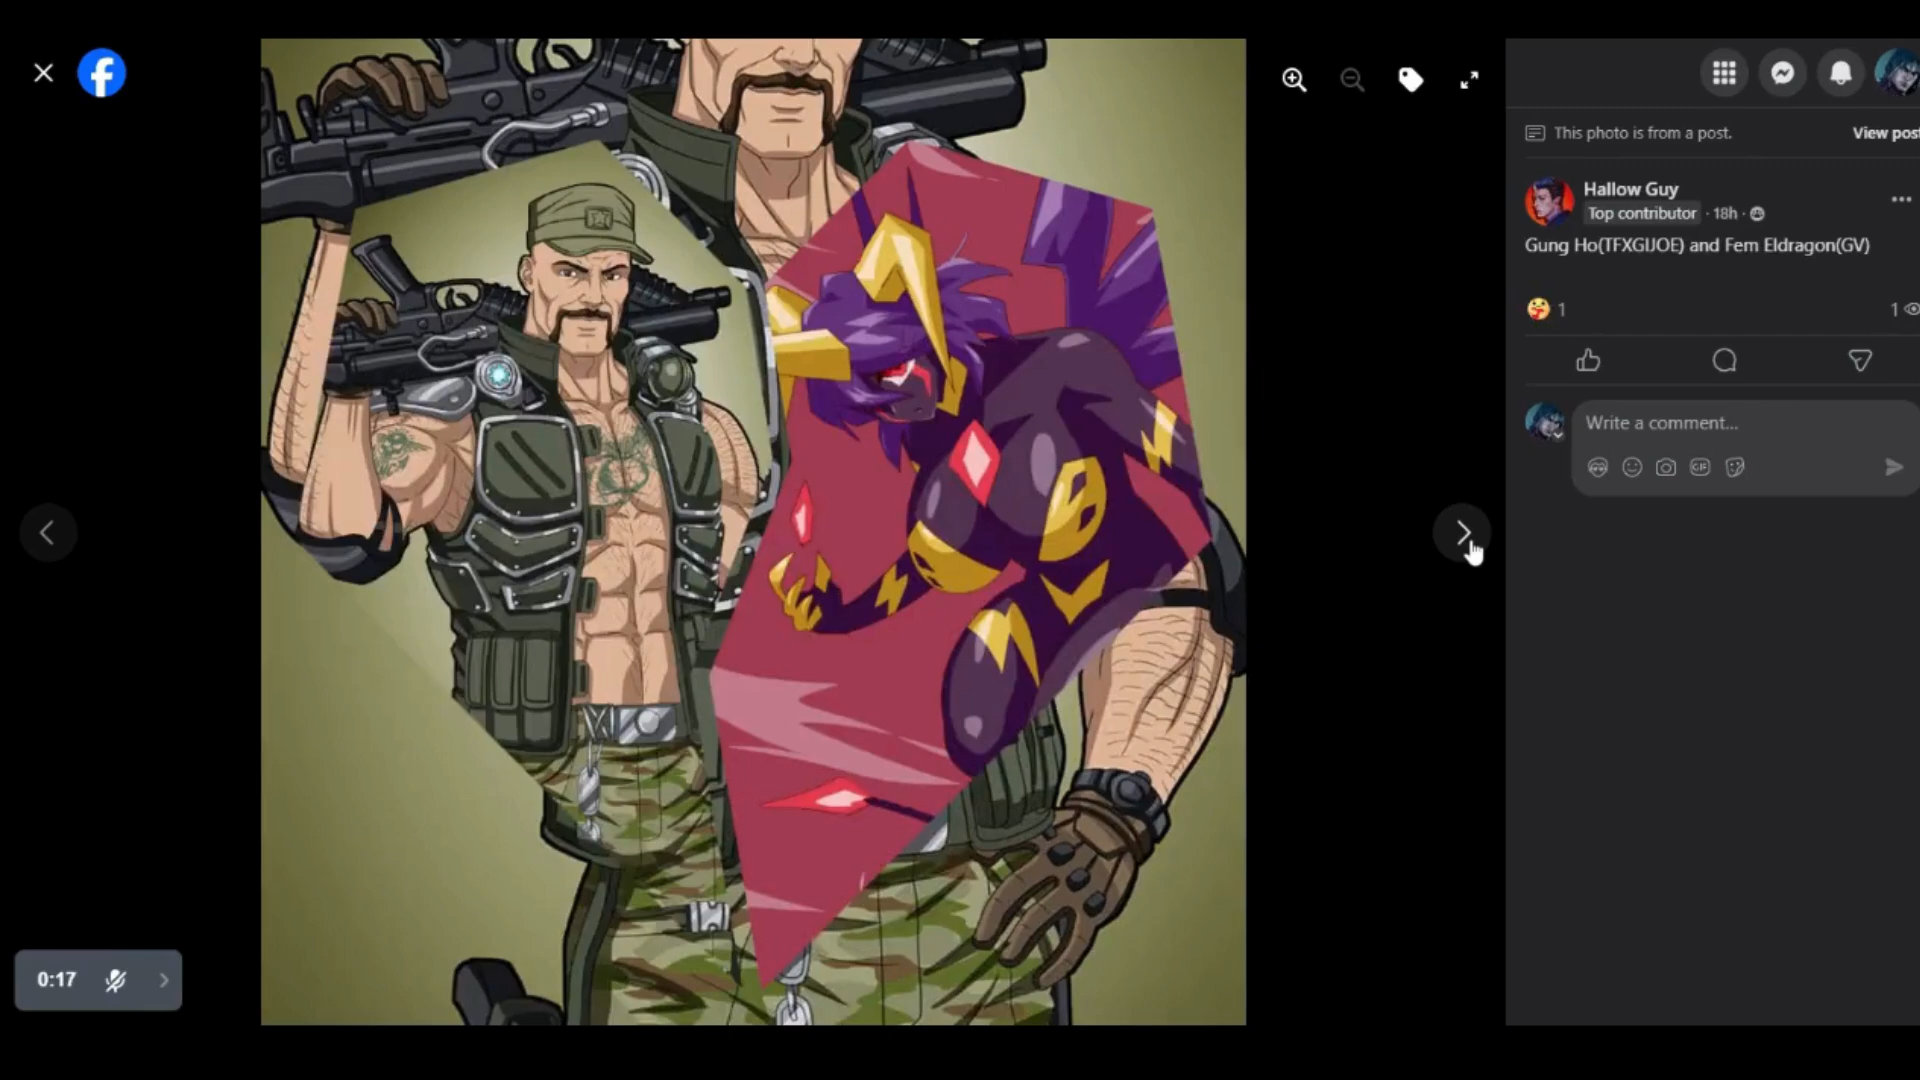 This photo is from a post.
View post
Hallow Guy
Top contributor · 18h ·
Gung Ho(TFXGIJOE) and Fem Eldragon(GV)
1
1
Write a comment...
GIF
0:17